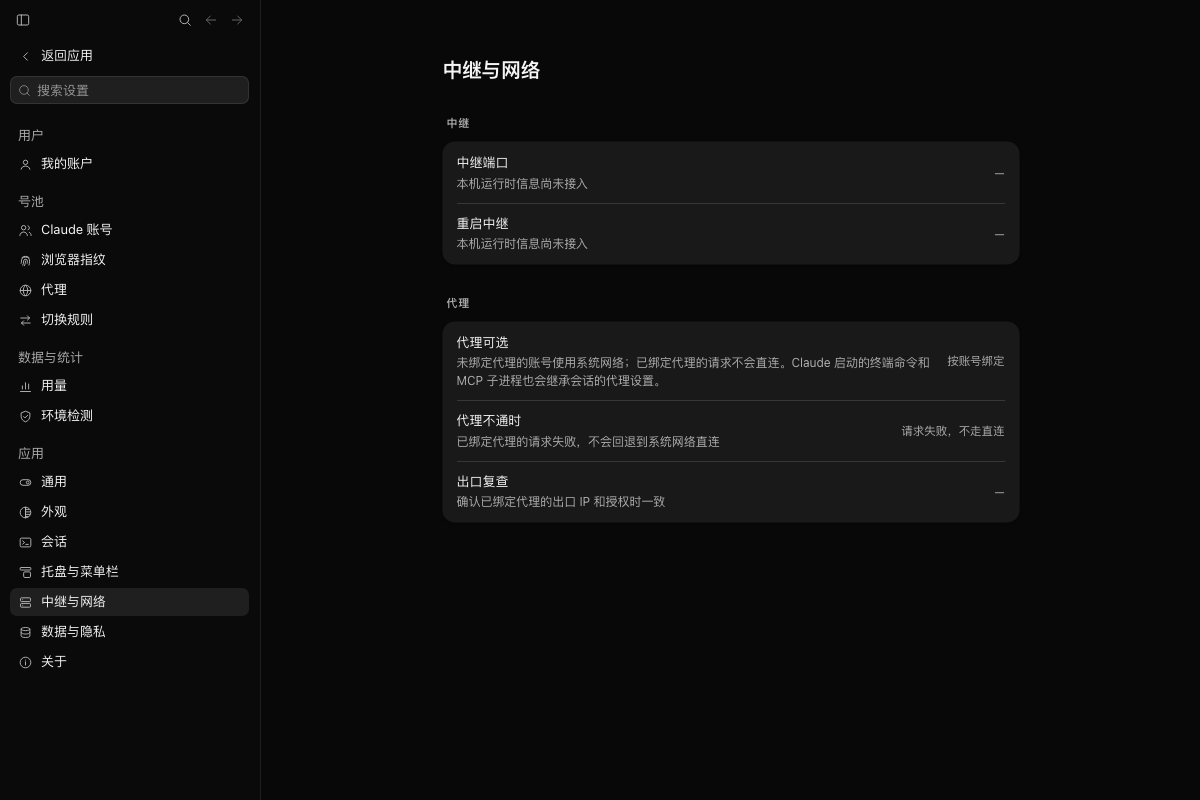 返回应用
搜索设置
用户
我的账户
号池
Claude 账号
浏览器指纹
代理
切换规则
数据与统计
用量
环境检测
应用
通用
外观
会话
托盘与菜单栏
中继与网络
数据与隐私
关于
中继与网络
中继
中继端口
本机运行时信息尚未接入
—
重启中继
本机运行时信息尚未接入
—
代理
代理可选
未绑定代理的账号使用系统网络；已绑定代理的请求不会直连。Claude 启动的终端命令和
MCP 子进程也会继承会话的代理设置。
按账号绑定
代理不通时
已绑定代理的请求失败，不会回退到系统网络直连
请求失败，不走直连
出口复查
确认已绑定代理的出口 IP 和授权时一致
—